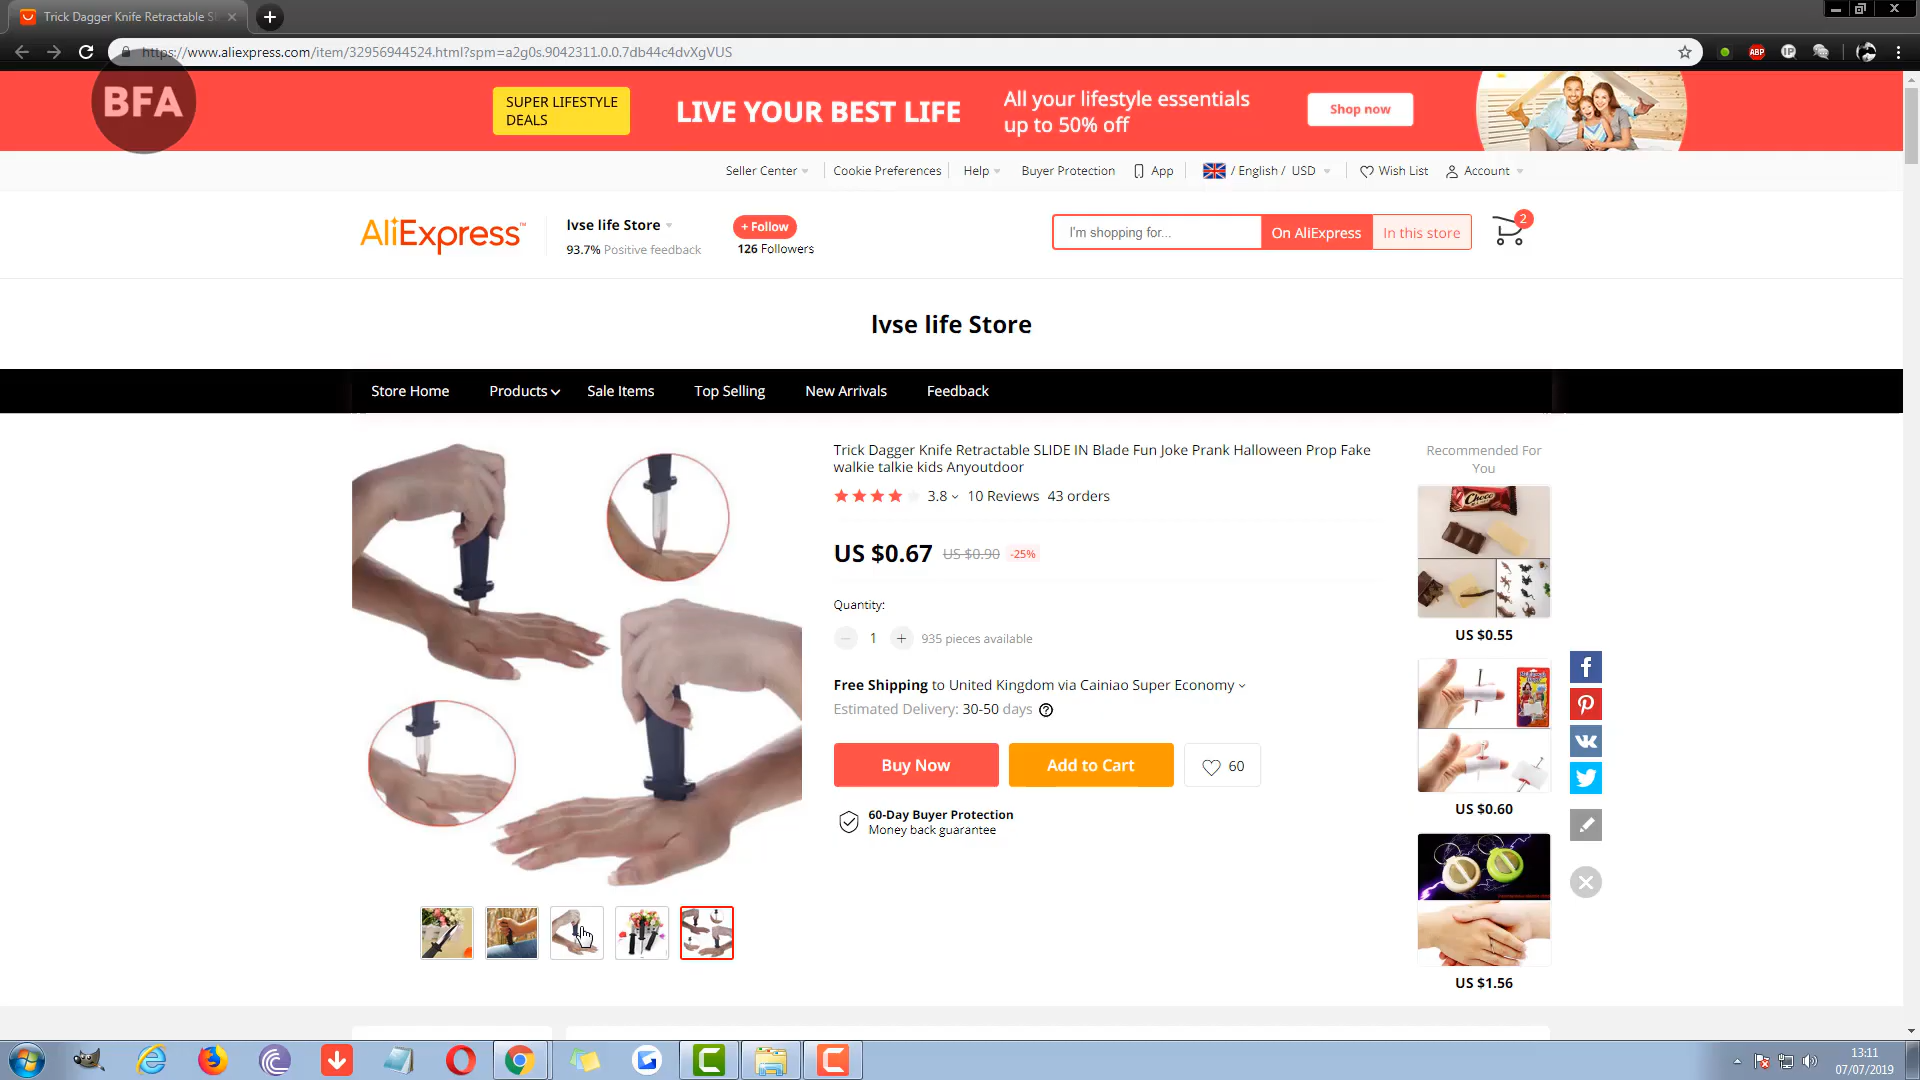 Trick Dagger Knife Retractable S
https://www.aliexpress.com/item/32956944524.html?spm=a2g0s.9042311.0.0.7db44c4dvXgVUS
ABP
IP
BFA
SUPER LIFESTYLE
DEALS
LIVE YOUR BEST LIFE
All your lifestyle essentials
up to 50% off
Shop now
Seller Center
Cookie Preferences
Help
Buyer Protection
App
/ English / USD
Wish List
Account
AliExpress™
lvse life Store
93.7% Positive feedback
+ Follow
126 Followers
I'm shopping for...
On AliExpress
In this store
2
lvse life Store
Store Home
Products
Sale Items
Top Selling
New Arrivals
Feedback
Trick Dagger Knife Retractable SLIDE IN Blade Fun Joke Prank Halloween Prop Fake
walkie talkie kids Anyoutdoor
3.8
10 Reviews
43 orders
US $0.67
US $0.90
-25%
Quantity:
1
935 pieces available
Free Shipping to United Kingdom via Cainiao Super Economy
Estimated Delivery: 30-50 days
Buy Now
Add to Cart
60
60-Day Buyer Protection
Money back guarantee
Recommended For
You
Choco
US $0.55
US $0.60
US $1.56
13:11
07/07/2019